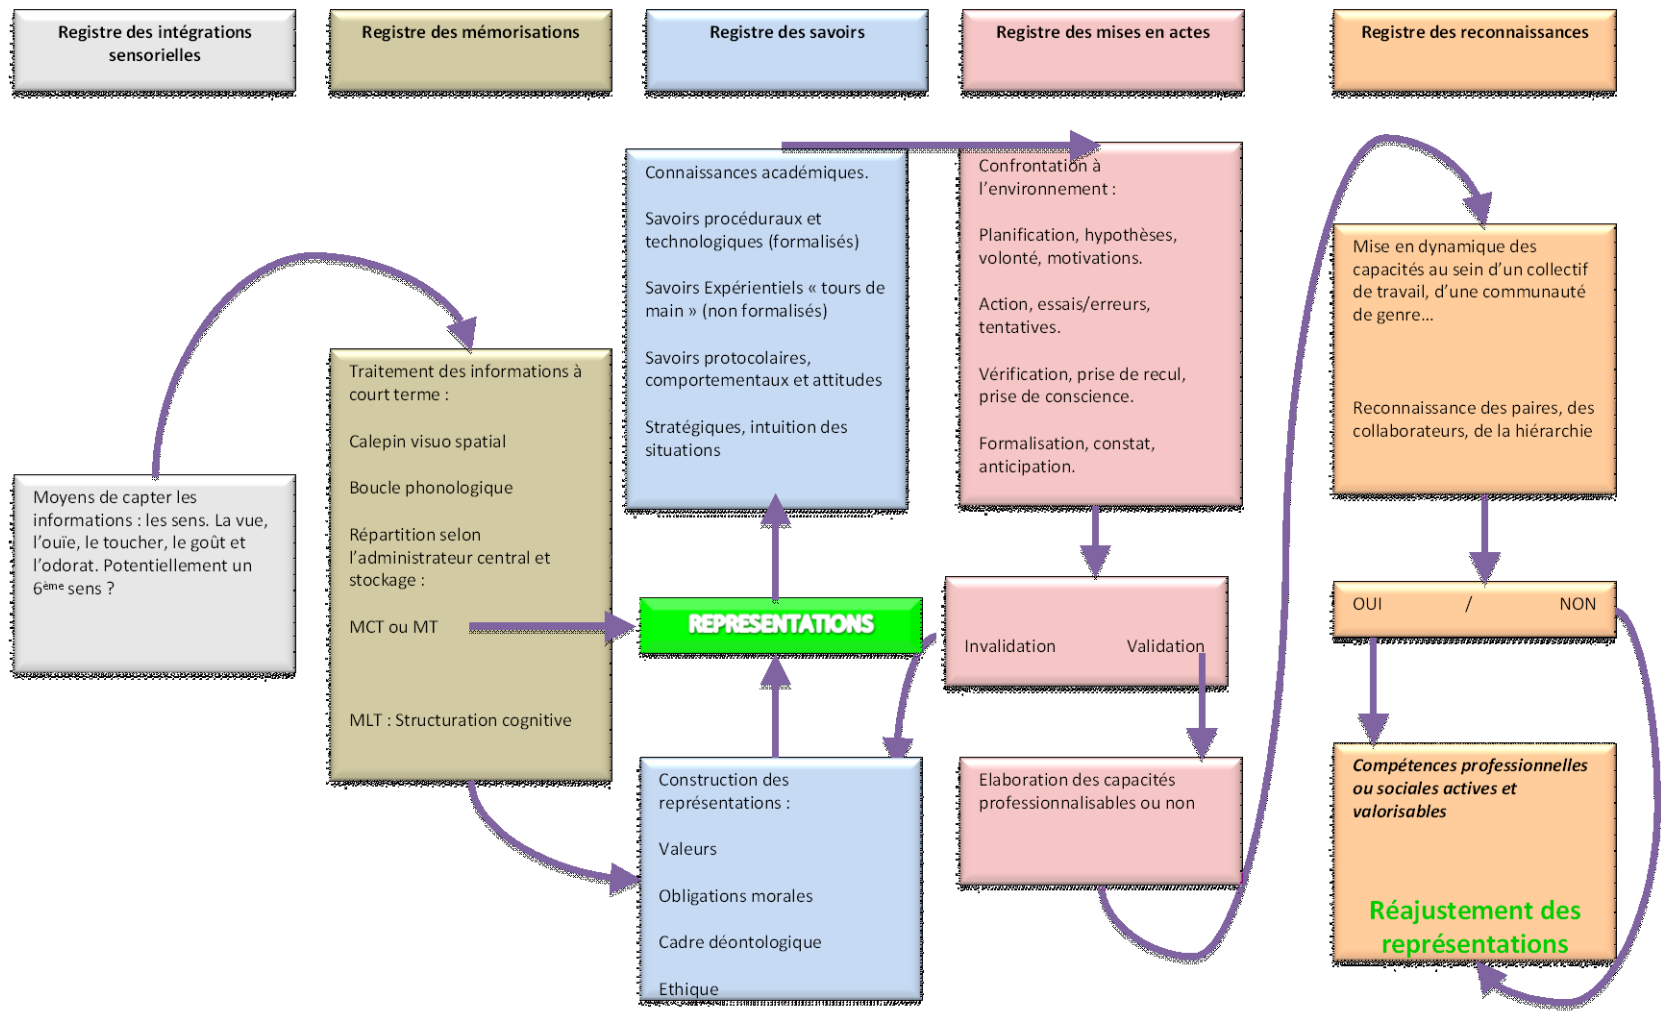 Registre des intégrations
sensorielles
Registre des mémorisations
Registre des savoirs
Registre des mises en actes
Registre des reconnaissances
Moyens de capter les
informations : les sens. La vue,
l’ouïe, le toucher, le goût et
l’odorat. Potentiellement un
6ème sens ?
Traitement des informations à
court terme :
Calepin visuo spatial
Boucle phonologique
Répartition selon
l’administrateur central et
stockage :
MCT ou MT
MLT : Structuration cognitive
Connaissances académiques.
Savoirs procéduraux et
technologiques (formalisés)
Savoirs Expérientiels « tours de
main » (non formalisés)
Savoirs protocolaires,
comportementaux et attitudes
Stratégiques, intuition des
situations
REPRESENTATIONS
Construction des
représentations :
Valeurs
Obligations morales
Cadre déontologique
Ethique
Confrontation à
l’environnement :
Planification, hypothèses,
volonté, motivations.
Action, essais/erreurs,
tentatives.
Vérification, prise de recul,
prise de conscience.
Formalisation, constat,
anticipation.
Invalidation Validation
Elaboration des capacités
professionnalisables ou non
Mise en dynamique des
capacités au sein d’un collectif
de travail, d’une communauté
de genre…
Reconnaissance des paires, des
collaborateurs, de la hiérarchie
OUI / NON
Compétences professionnelles
ou sociales actives et
valorisables
Réajustement des
représentations